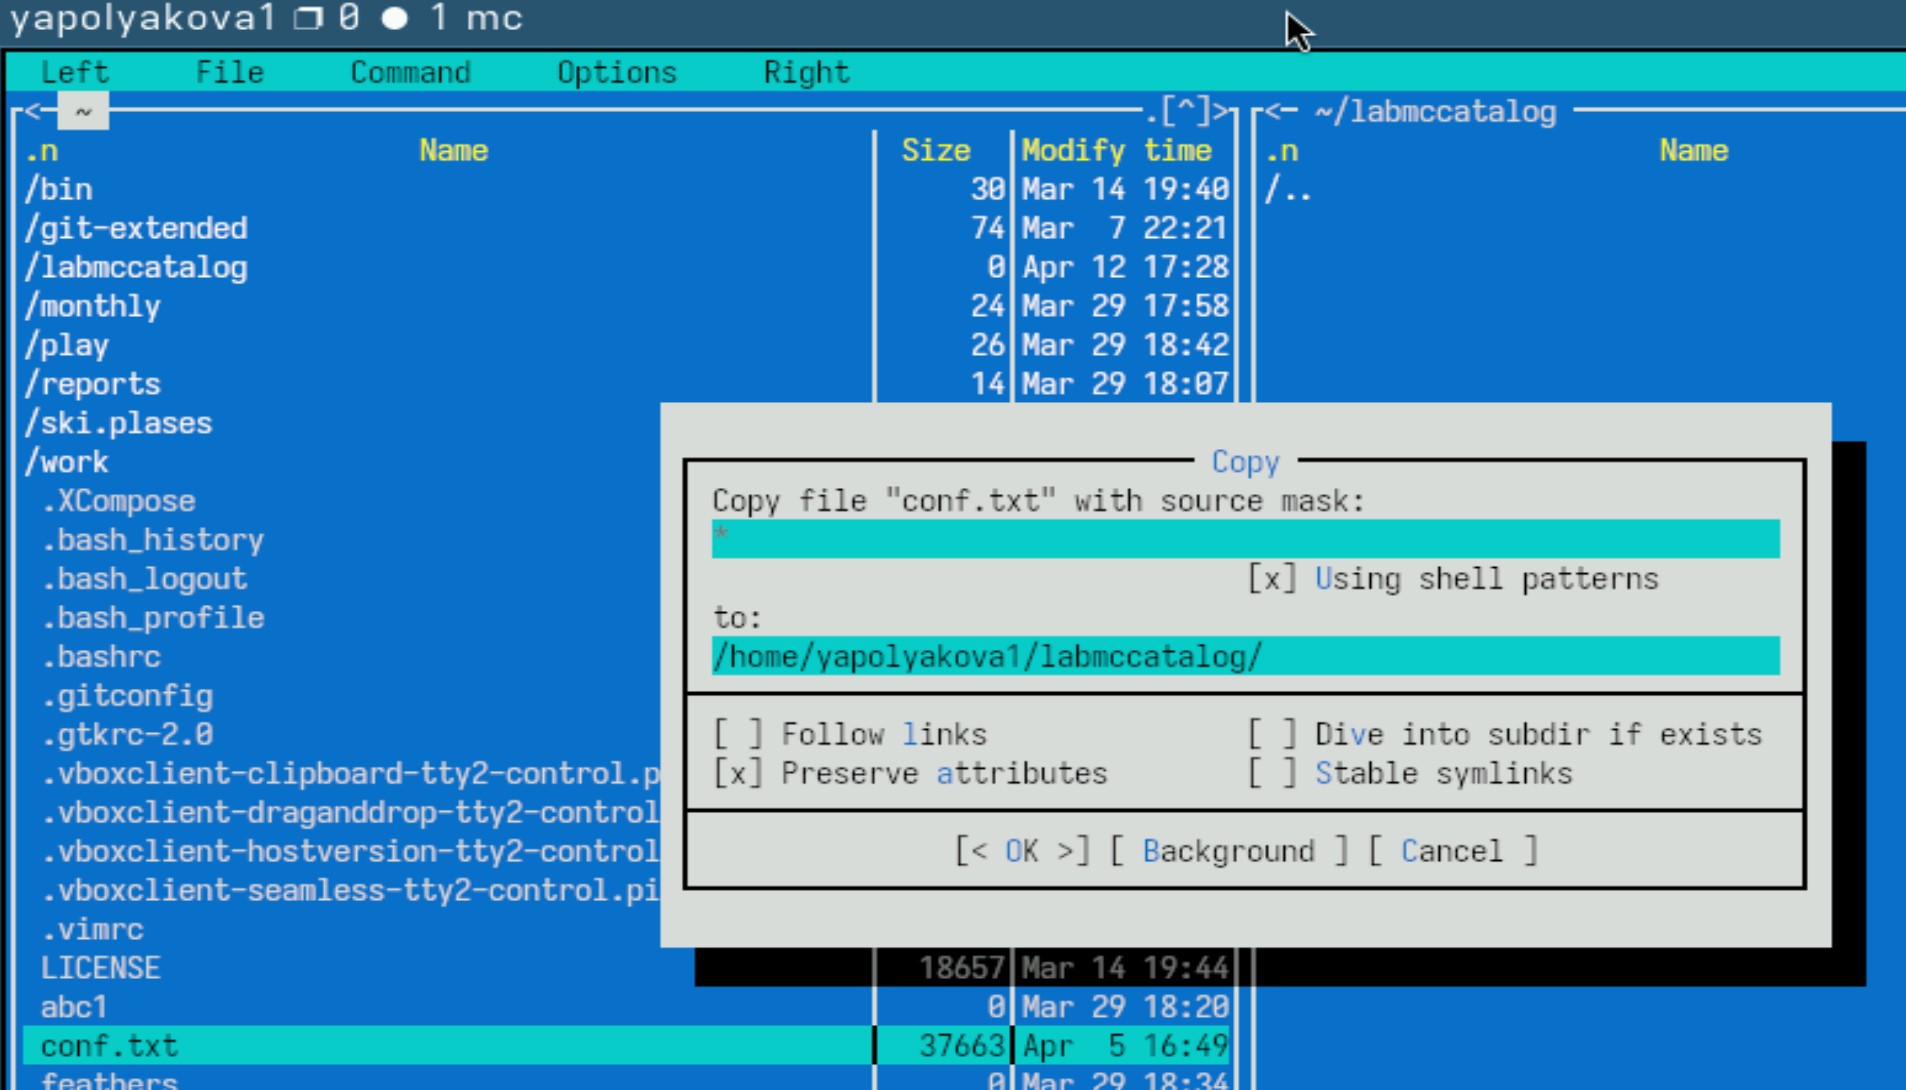 yapolyakova1 0 ● 1 mc
Left File Command Options Right
<- ~ .[^]> <- ~/labmccatalog
.n Name Size Modify time .n Name
/bin 30 Mar 14 19:40 /..
/git-extended 74 Mar 7 22:21
/labmccatalog 0 Apr 12 17:28
/monthly 24 Mar 29 17:58
/play 26 Mar 29 18:42
/reports 14 Mar 29 18:07
/ski.plases
/work
.XCompose
.bash_history
.bash_logout
.bash_profile
.bashrc
.gitconfig
.gtkrc-2.0
.vboxclient-clipboard-tty2-control.p
.vboxclient-draganddrop-tty2-control
.vboxclient-hostversion-tty2-control
.vboxclient-seamless-tty2-control.pi
.vimrc
LICENSE 18657 Mar 14 19:44
abc1 0 Mar 29 18:20
conf.txt 37663 Apr 5 16:49
feathers 0 Mar 29 18:34
Copy
Copy file "conf.txt" with source mask:
*
[x] Using shell patterns
to:
/home/yapolyakova1/labmccatalog/
[ ] Follow links [ ] Dive into subdir if exists
[x] Preserve attributes [ ] Stable symlinks
[< OK >] [ Background ] [ Cancel ]